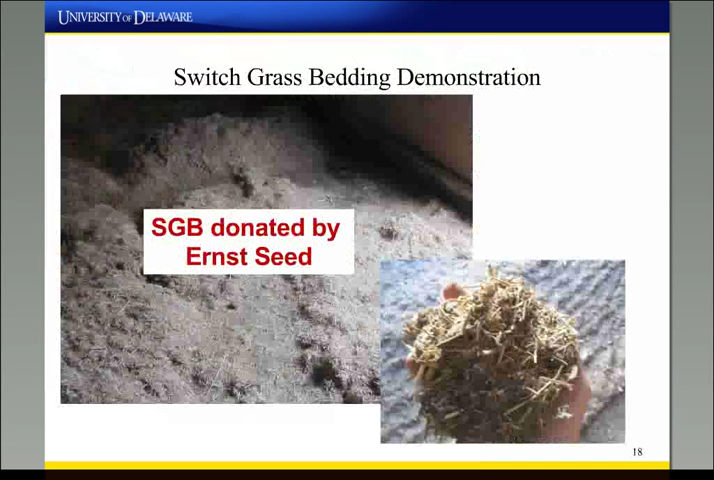 UNIVERSITY OF DELAWARE
Switch Grass Bedding Demonstration
SGB donated by
Ernst Seed
18